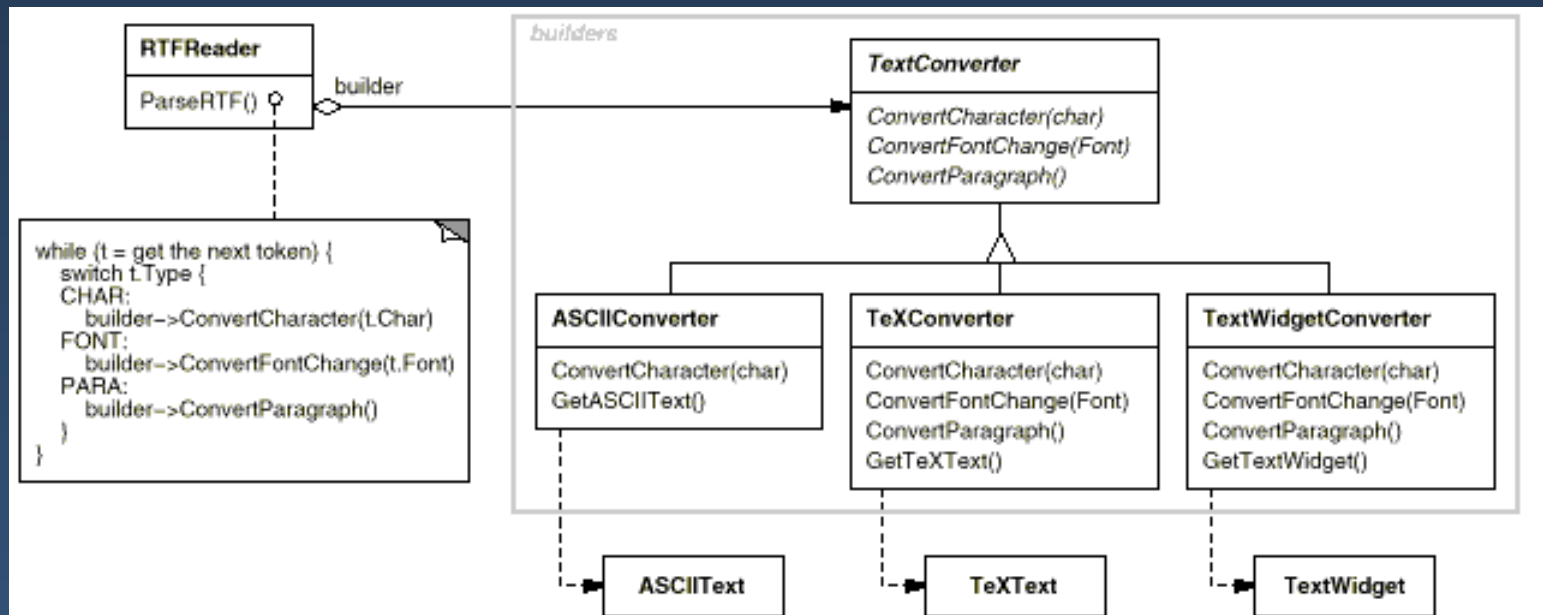 builders
RTFReader
ParseRTF()
builder
TextConverter
ConvertCharacter(char)
ConvertFontChange(Font)
ConvertParagraph()
while (t = get the next token) {
switch t.Type {
CHAR:
builder->ConvertCharacter(t.Char)
FONT:
builder->ConvertFontChange(t.Font)
PARA:
builder->ConvertParagraph()
}
}
ASCIIConverter
ConvertCharacter(char)
GetASCIIText()
TeXConverter
ConvertCharacter(char)
ConvertFontChange(Font)
ConvertParagraph()
GetTeXText()
TextWidgetConverter
ConvertCharacter(char)
ConvertFontChange(Font)
ConvertParagraph()
GetTextWidget()
ASCIIText
TeXText
TextWidget